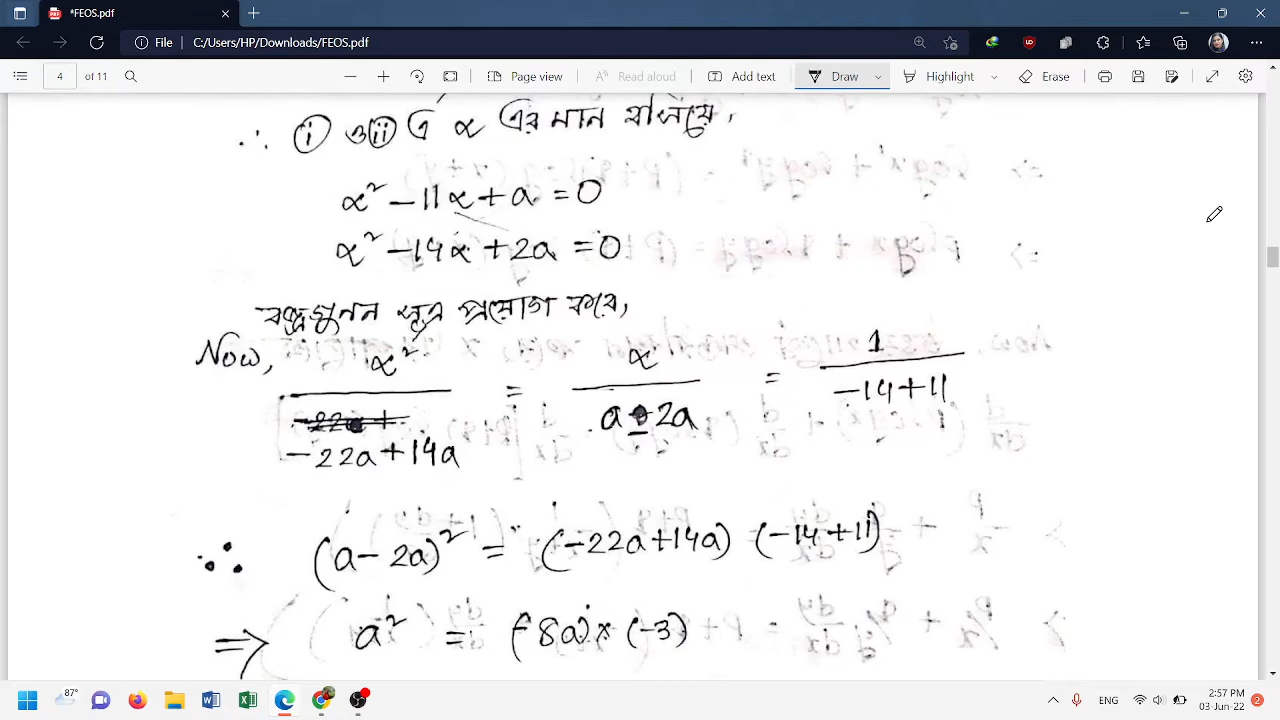 *FEOS.pdf
File C:/Users/HP/Downloads/FEOS.pdf
4 of 11 Page view Read aloud Add text Draw Highlight Erase
∴ (i) ও (ii) এ α এর মান বসিয়ে,
α² - 11α + a = 0
α² - 14α + 2a = 0
বজ্রগুনন সূত্র প্রয়োগ করে,
Now, α² / (-22a + 14a) = α / (a - 2a) = 1 / (-14 + 11)
∴ (a - 2a)² = (-22a + 14a) (-14 + 11)
⇒ a² = (-8a) × (-3)
87° ENG 2:57 PM
03-Jun-22 2